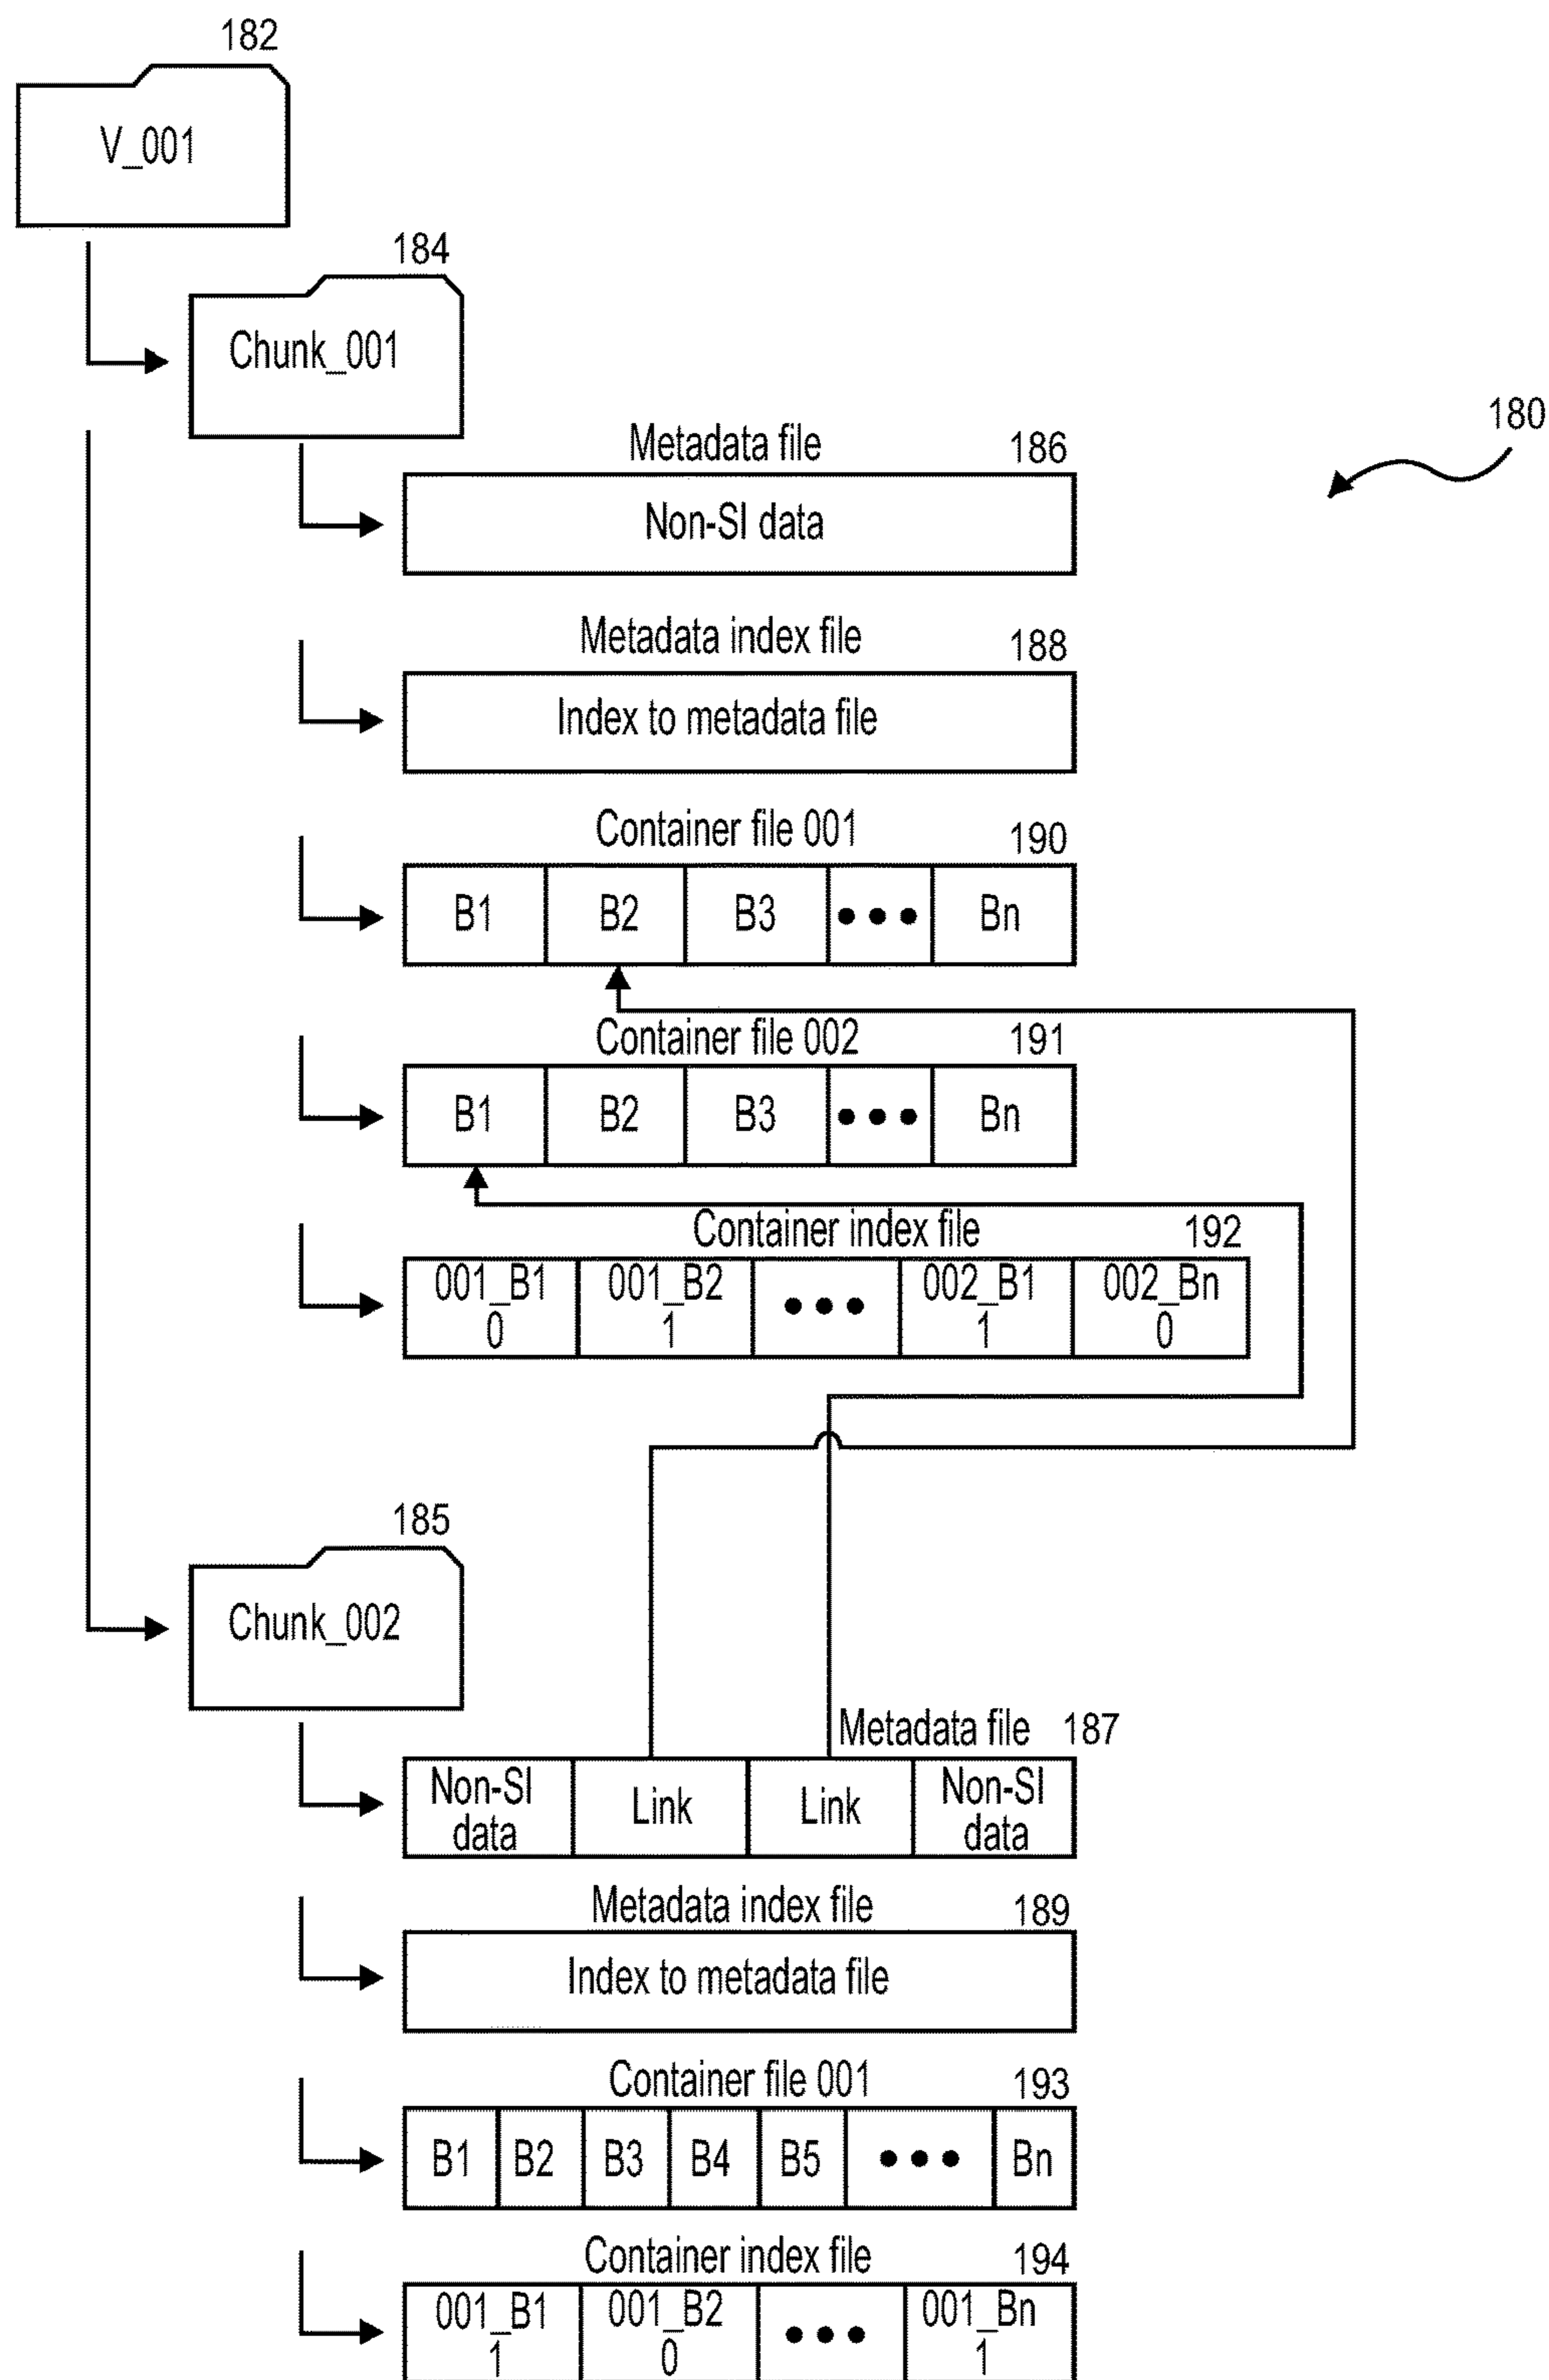 182
V_001
184
Chunk_001
180
Metadata file 186
Non-SI data
Metadata index file 188
Index to metadata file
Container file 001 190
B1 B2 B3 ••• Bn
Container file 002 191
B1 B2 B3 ••• Bn
Container index file 192
001_B1 001_B2 ••• 002_B1 002_Bn
0 1 1 0
185
Chunk_002
Metadata file 187
Non-SI Link Link Non-SI
data data
Metadata index file 189
Index to metadata file
Container file 001 193
B1 B2 B3 B4 B5 ••• Bn
Container index file 194
001_B1 001_B2 ••• 001_Bn
1 0 1